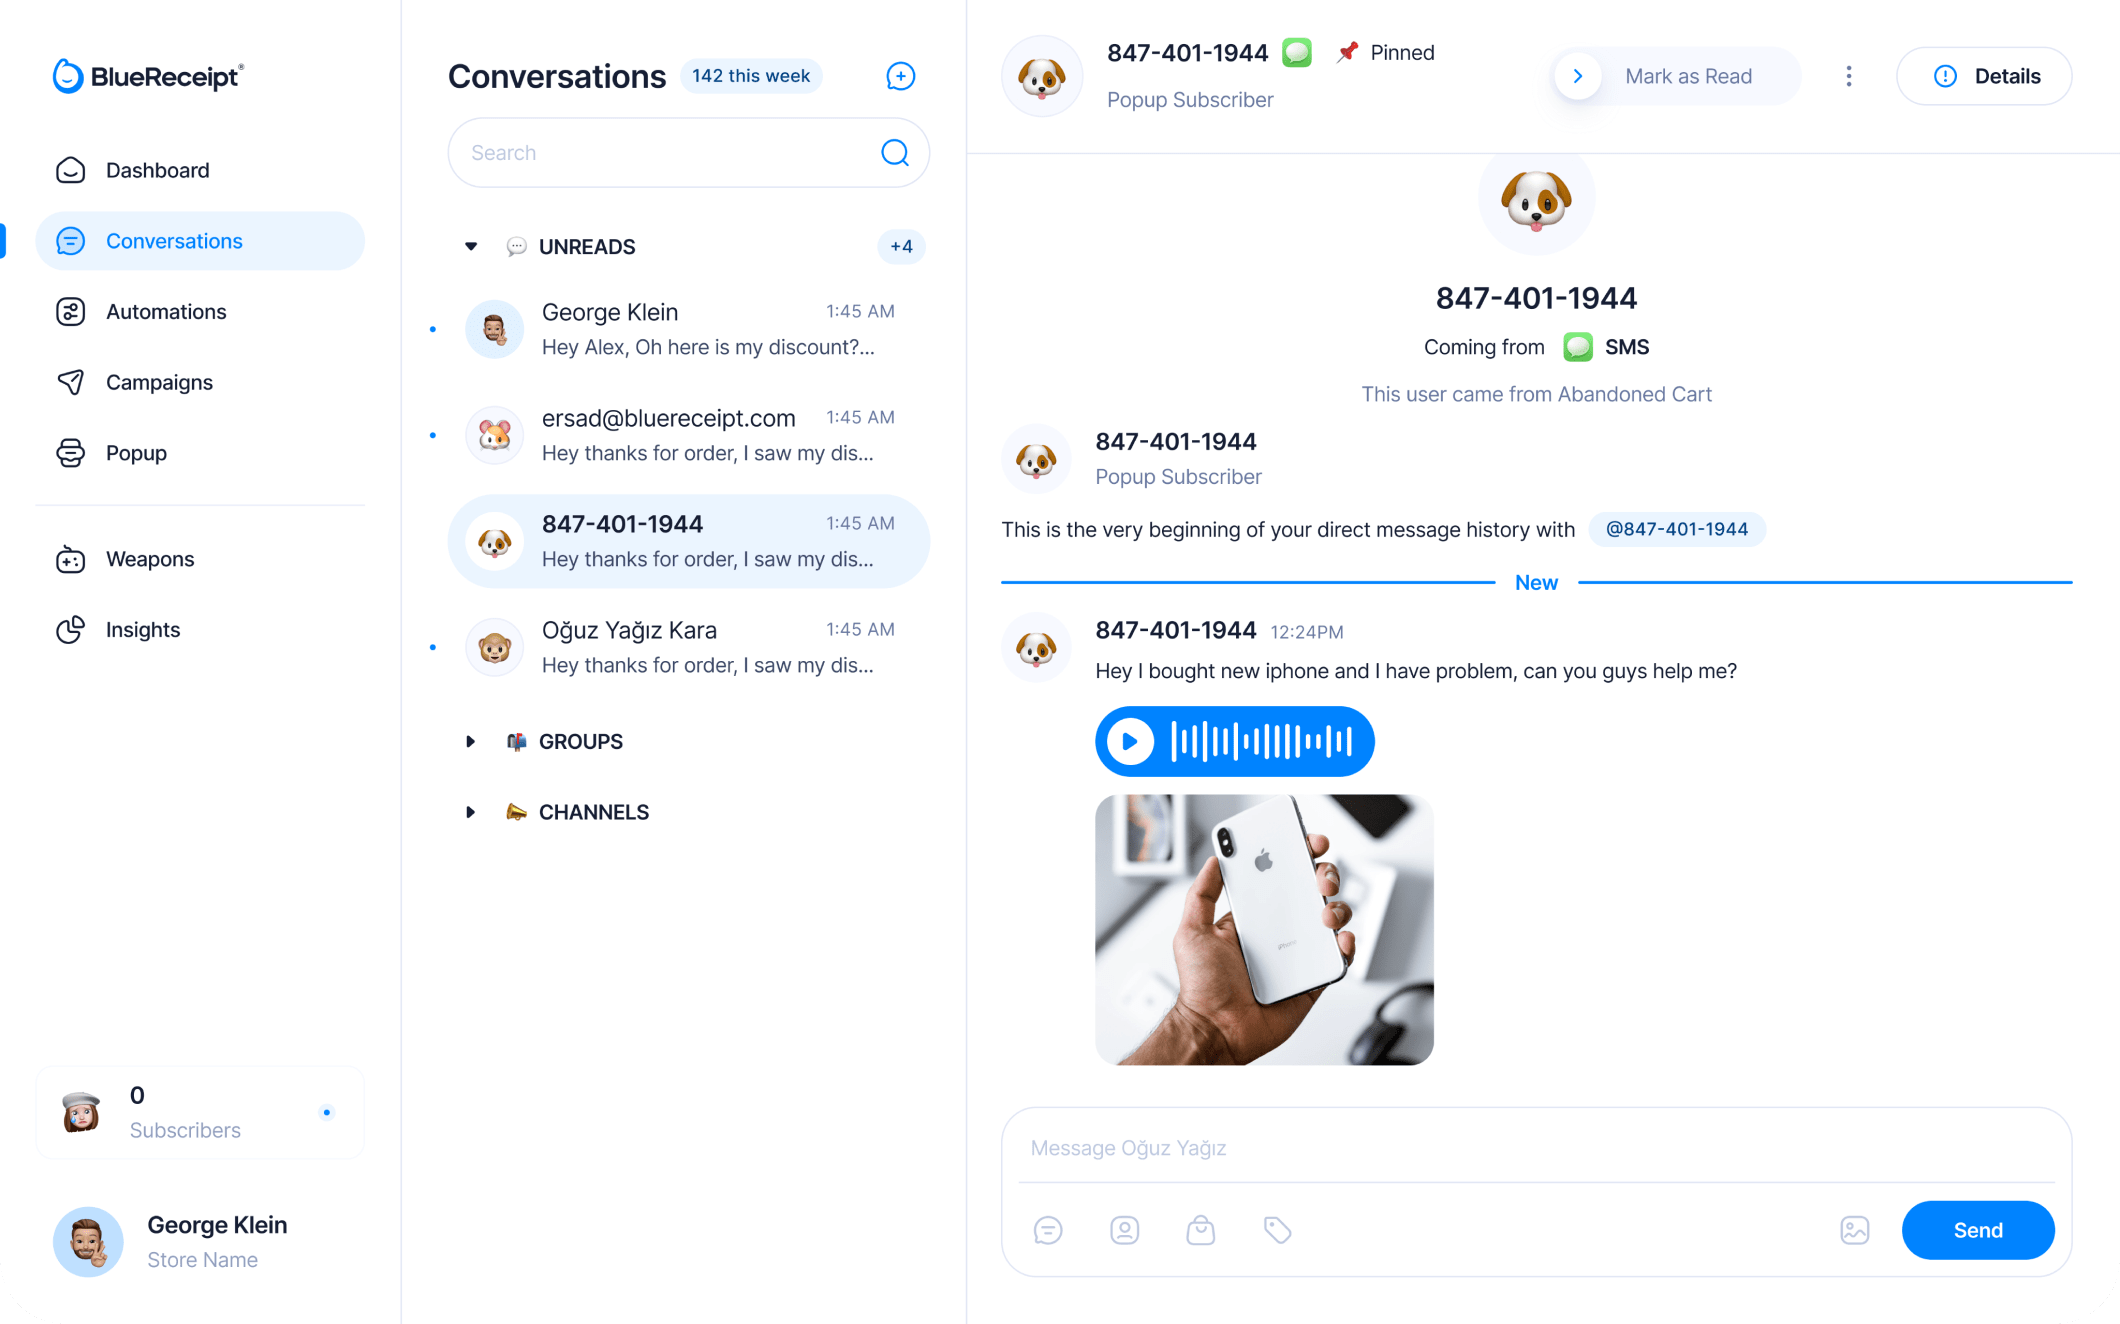 BlueReceipt®
Dashboard
Conversations
Automations
Campaigns
Popup
Weapons
Insights
0
Subscribers
George Klein
Store Name
Conversations 142 this week
Search
UNREADS +4
George Klein 1:45 AM
Hey Alex, Oh here is my discount?...
ersad@bluereceipt.com 1:45 AM
Hey thanks for order, I saw my dis...
847-401-1944 1:45 AM
Hey thanks for order, I saw my dis...
Oğuz Yağız Kara 1:45 AM
Hey thanks for order, I saw my dis...
GROUPS
CHANNELS
847-401-1944 Pinned
Popup Subscriber
Mark as Read
Details
847-401-1944
Coming from SMS
This user came from Abandoned Cart
847-401-1944
Popup Subscriber
This is the very beginning of your direct message history with @847-401-1944
New
847-401-1944 12:24PM
Hey I bought new iphone and I have problem, can you guys help me?
iPhone
Message Oğuz Yağız
Send